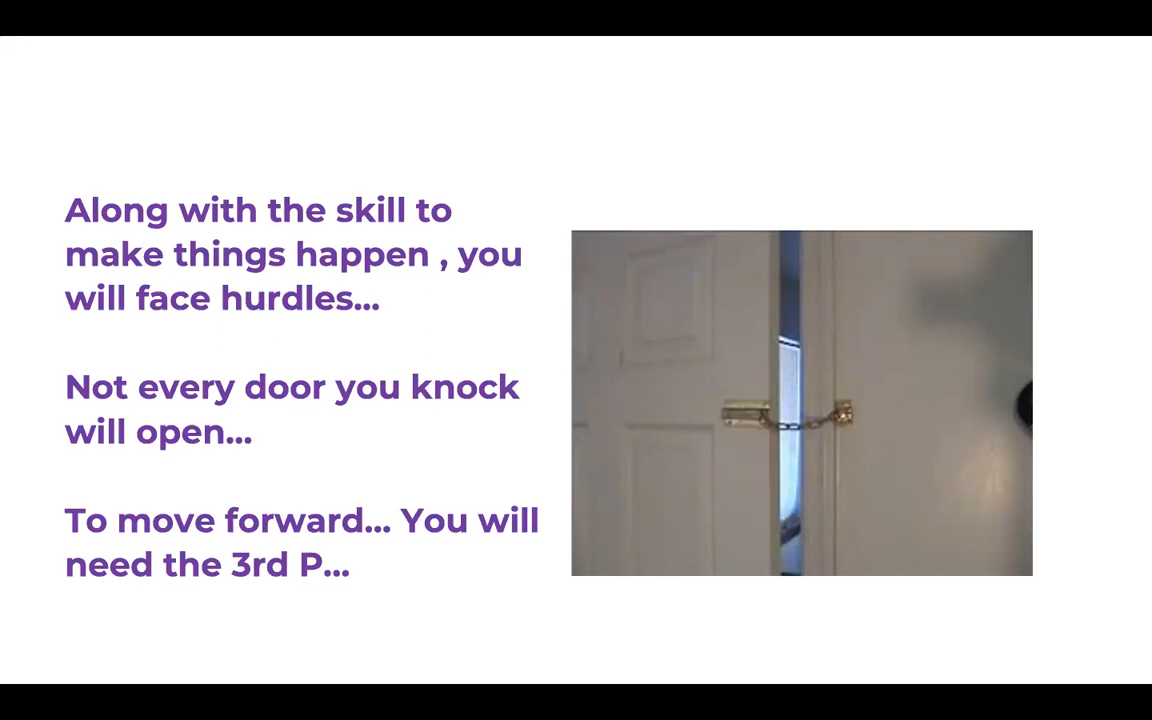 Along with the skill to
make things happen , you
will face hurdles...
Not every door you knock
will open...
To move forward... You will
need the 3rd P...